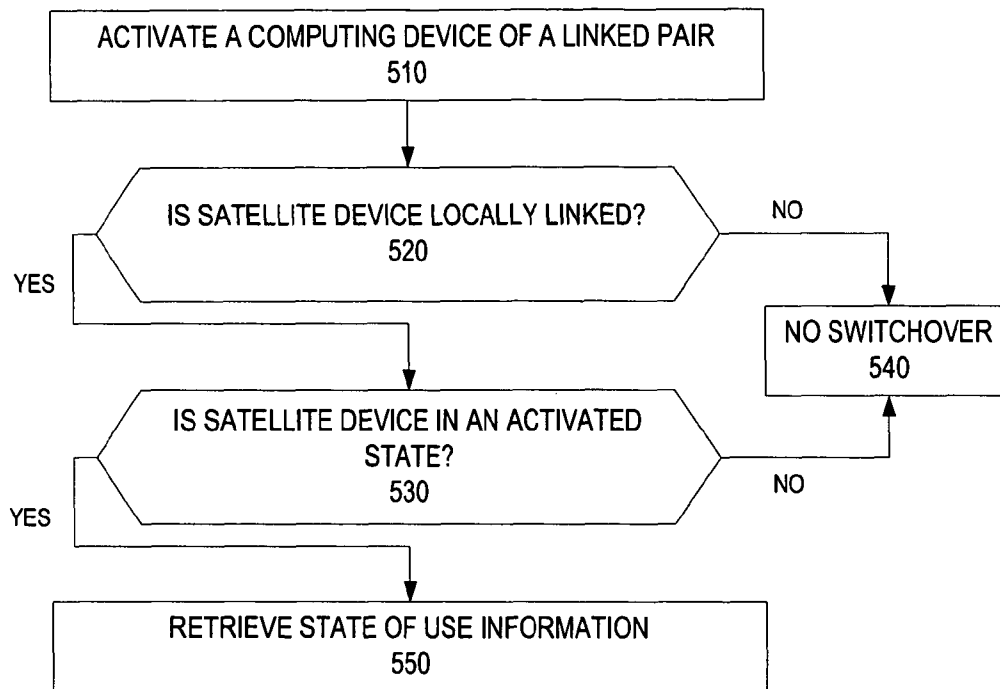 ACTIVATE A COMPUTING DEVICE OF A LINKED PAIR
510
IS SATELLITE DEVICE LOCALLY LINKED?
520
NO
YES
NO SWITCHOVER
540
IS SATELLITE DEVICE IN AN ACTIVATED
STATE?
530
NO
YES
RETRIEVE STATE OF USE INFORMATION
550